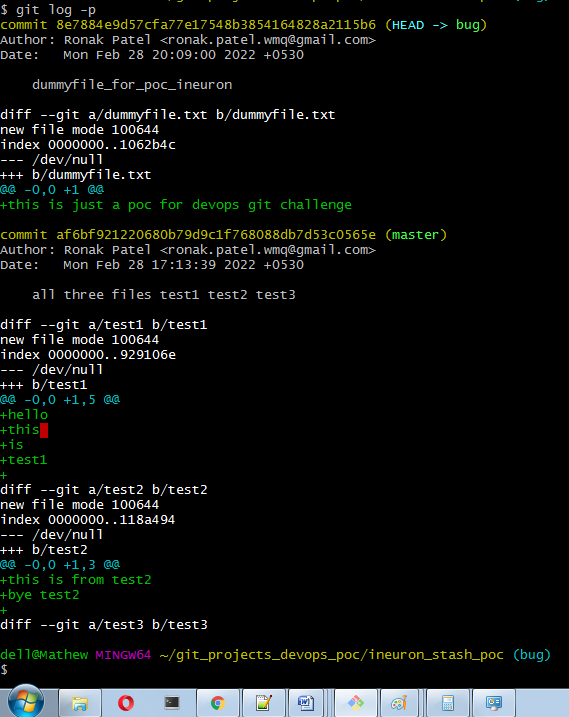 $ git log -p
commit 8e7884e9d57cfa77e17548b3854164828a2115b6 (HEAD -> bug)
Author: Ronak Patel <ronak.patel.wmq@gmail.com>
Date:   Mon Feb 28 20:09:00 2022 +0530
    dummyfile_for_poc_ineuron
diff --git a/dummyfile.txt b/dummyfile.txt
new file mode 100644
index 0000000..1062b4c
--- /dev/null
+++ b/dummyfile.txt
@@ -0,0 +1 @@
+this is just a poc for devops git challenge
commit af6bf921220680b79d9c1f768088db7d53c0565e (master)
Author: Ronak Patel <ronak.patel.wmq@gmail.com>
Date:   Mon Feb 28 17:13:39 2022 +0530
    all three files test1 test2 test3
diff --git a/test1 b/test1
new file mode 100644
index 0000000..929106e
--- /dev/null
+++ b/test1
@@ -0,0 +1,5 @@
+hello
+this
+is
+test1
+
diff --git a/test2 b/test2
new file mode 100644
index 0000000..118a494
--- /dev/null
+++ b/test2
@@ -0,0 +1,3 @@
+this is from test2
+bye test2
+
diff --git a/test3 b/test3
dell@Mathew MINGW64 ~/git_projects_devops_poc/ineuron_stash_poc (bug)
$